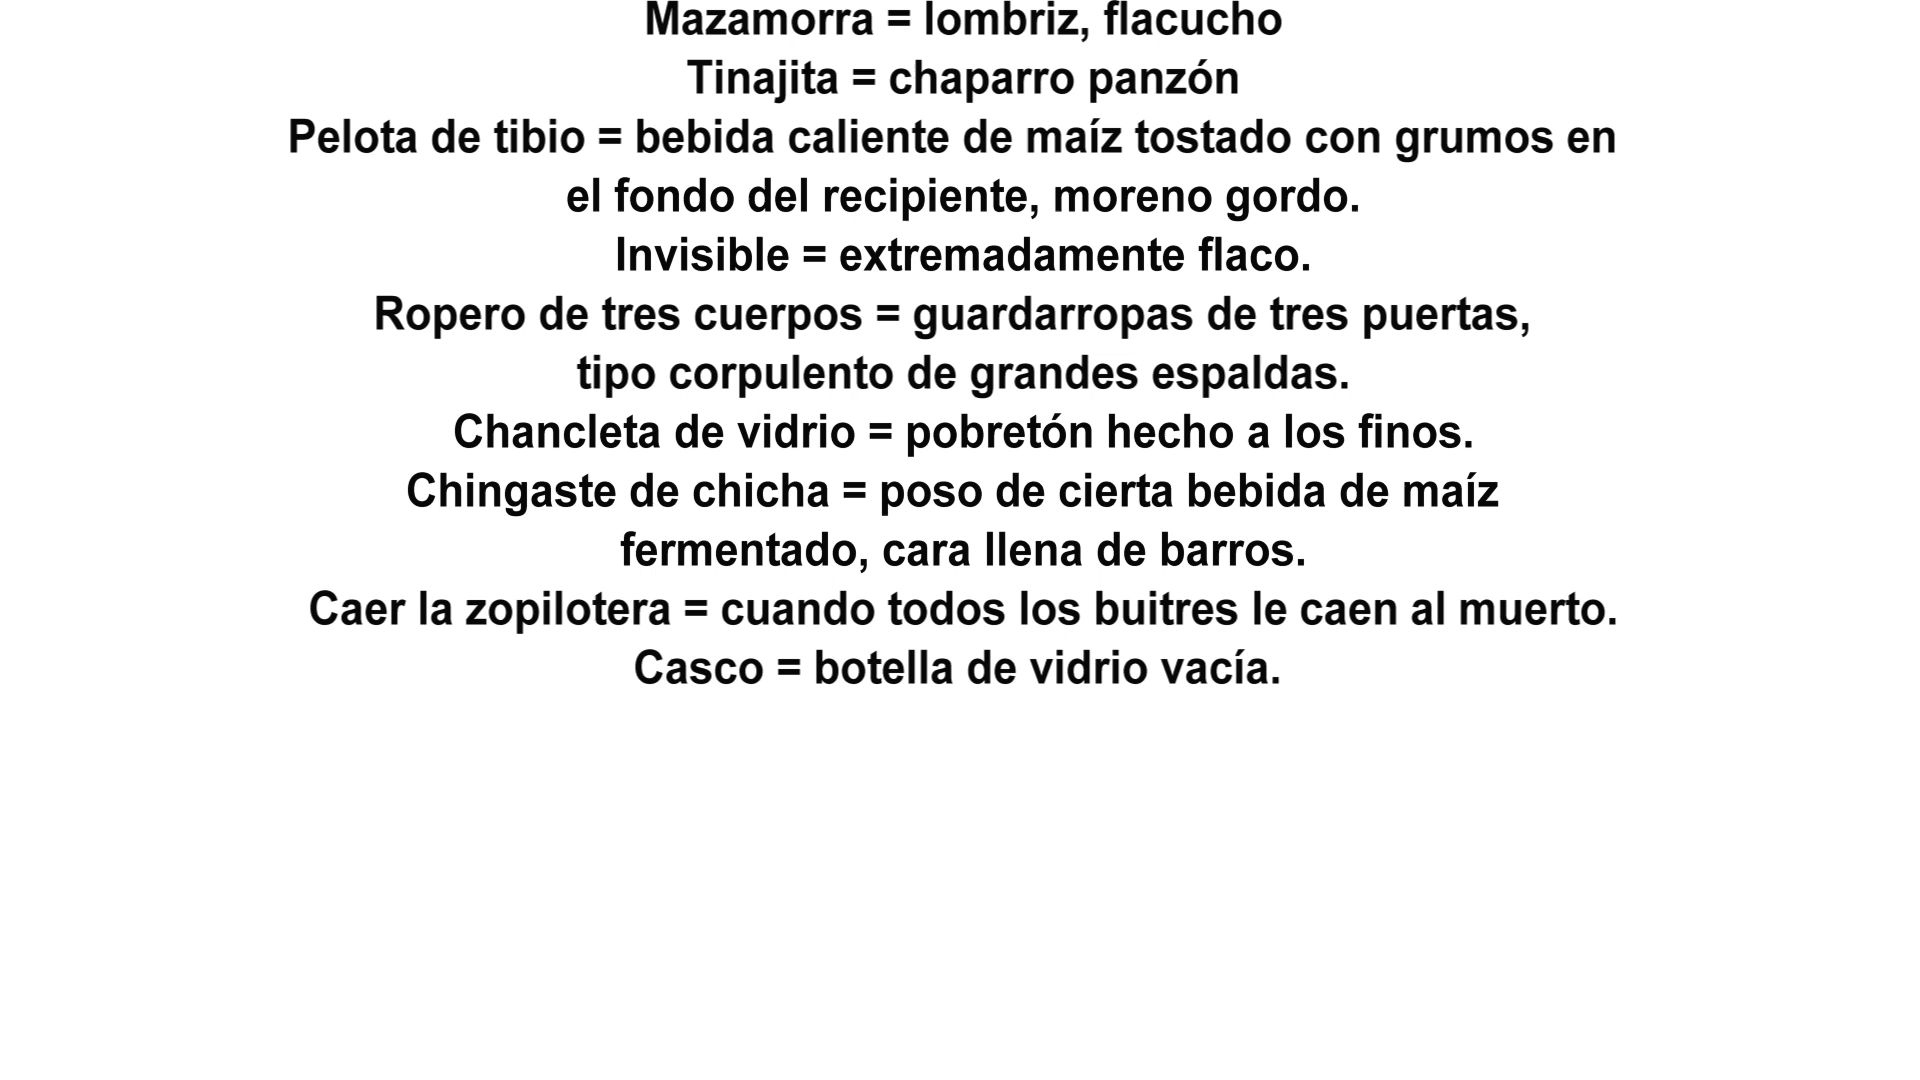 Mazamorra = lombriz, flacucho
Tinajita = chaparro panzón
Pelota de tibio = bebida caliente de maíz tostado con grumos en
el fondo del recipiente, moreno gordo.
Invisible = extremadamente flaco.
Ropero de tres cuerpos = guardarropas de tres puertas,
tipo corpulento de grandes espaldas.
Chancleta de vidrio = pobretón hecho a los finos.
Chingaste de chicha = poso de cierta bebida de maíz
fermentado, cara llena de barros.
Caer la zopilotera = cuando todos los buitres le caen al muerto.
Casco = botella de vidrio vacía.